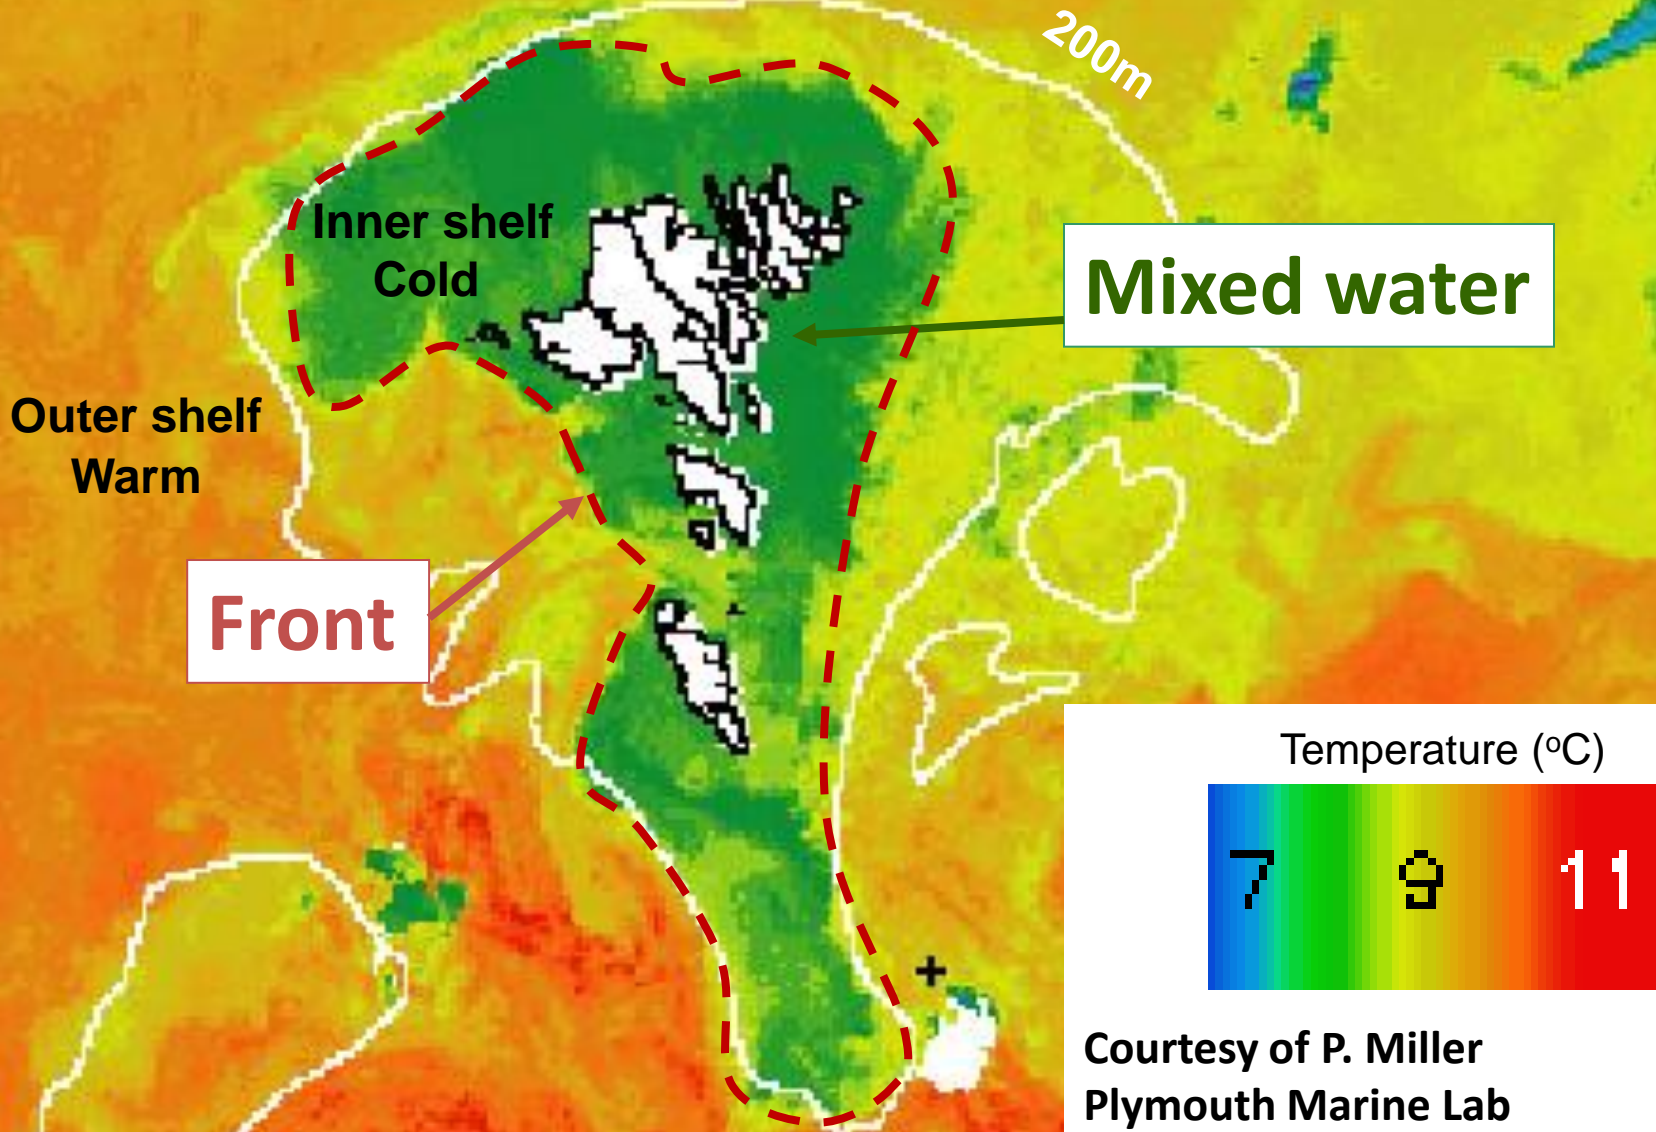 200m
Inner shelf
Cold
Mixed water
Outer shelf
Warm
Front
Temperature (ºC)
7 9 11
Courtesy of P. Miller
Plymouth Marine Lab